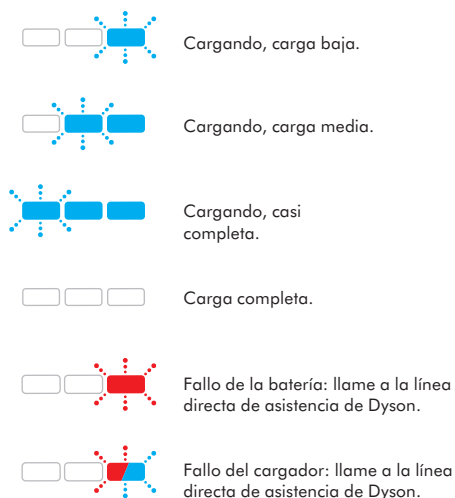 Cargando, carga baja.
Cargando, carga media.
Cargando, casi
completa.
Carga completa.
Fallo de la batería: llame a la línea
directa de asistencia de Dyson.
Fallo del cargador: llame a la línea
directa de asistencia de Dyson.